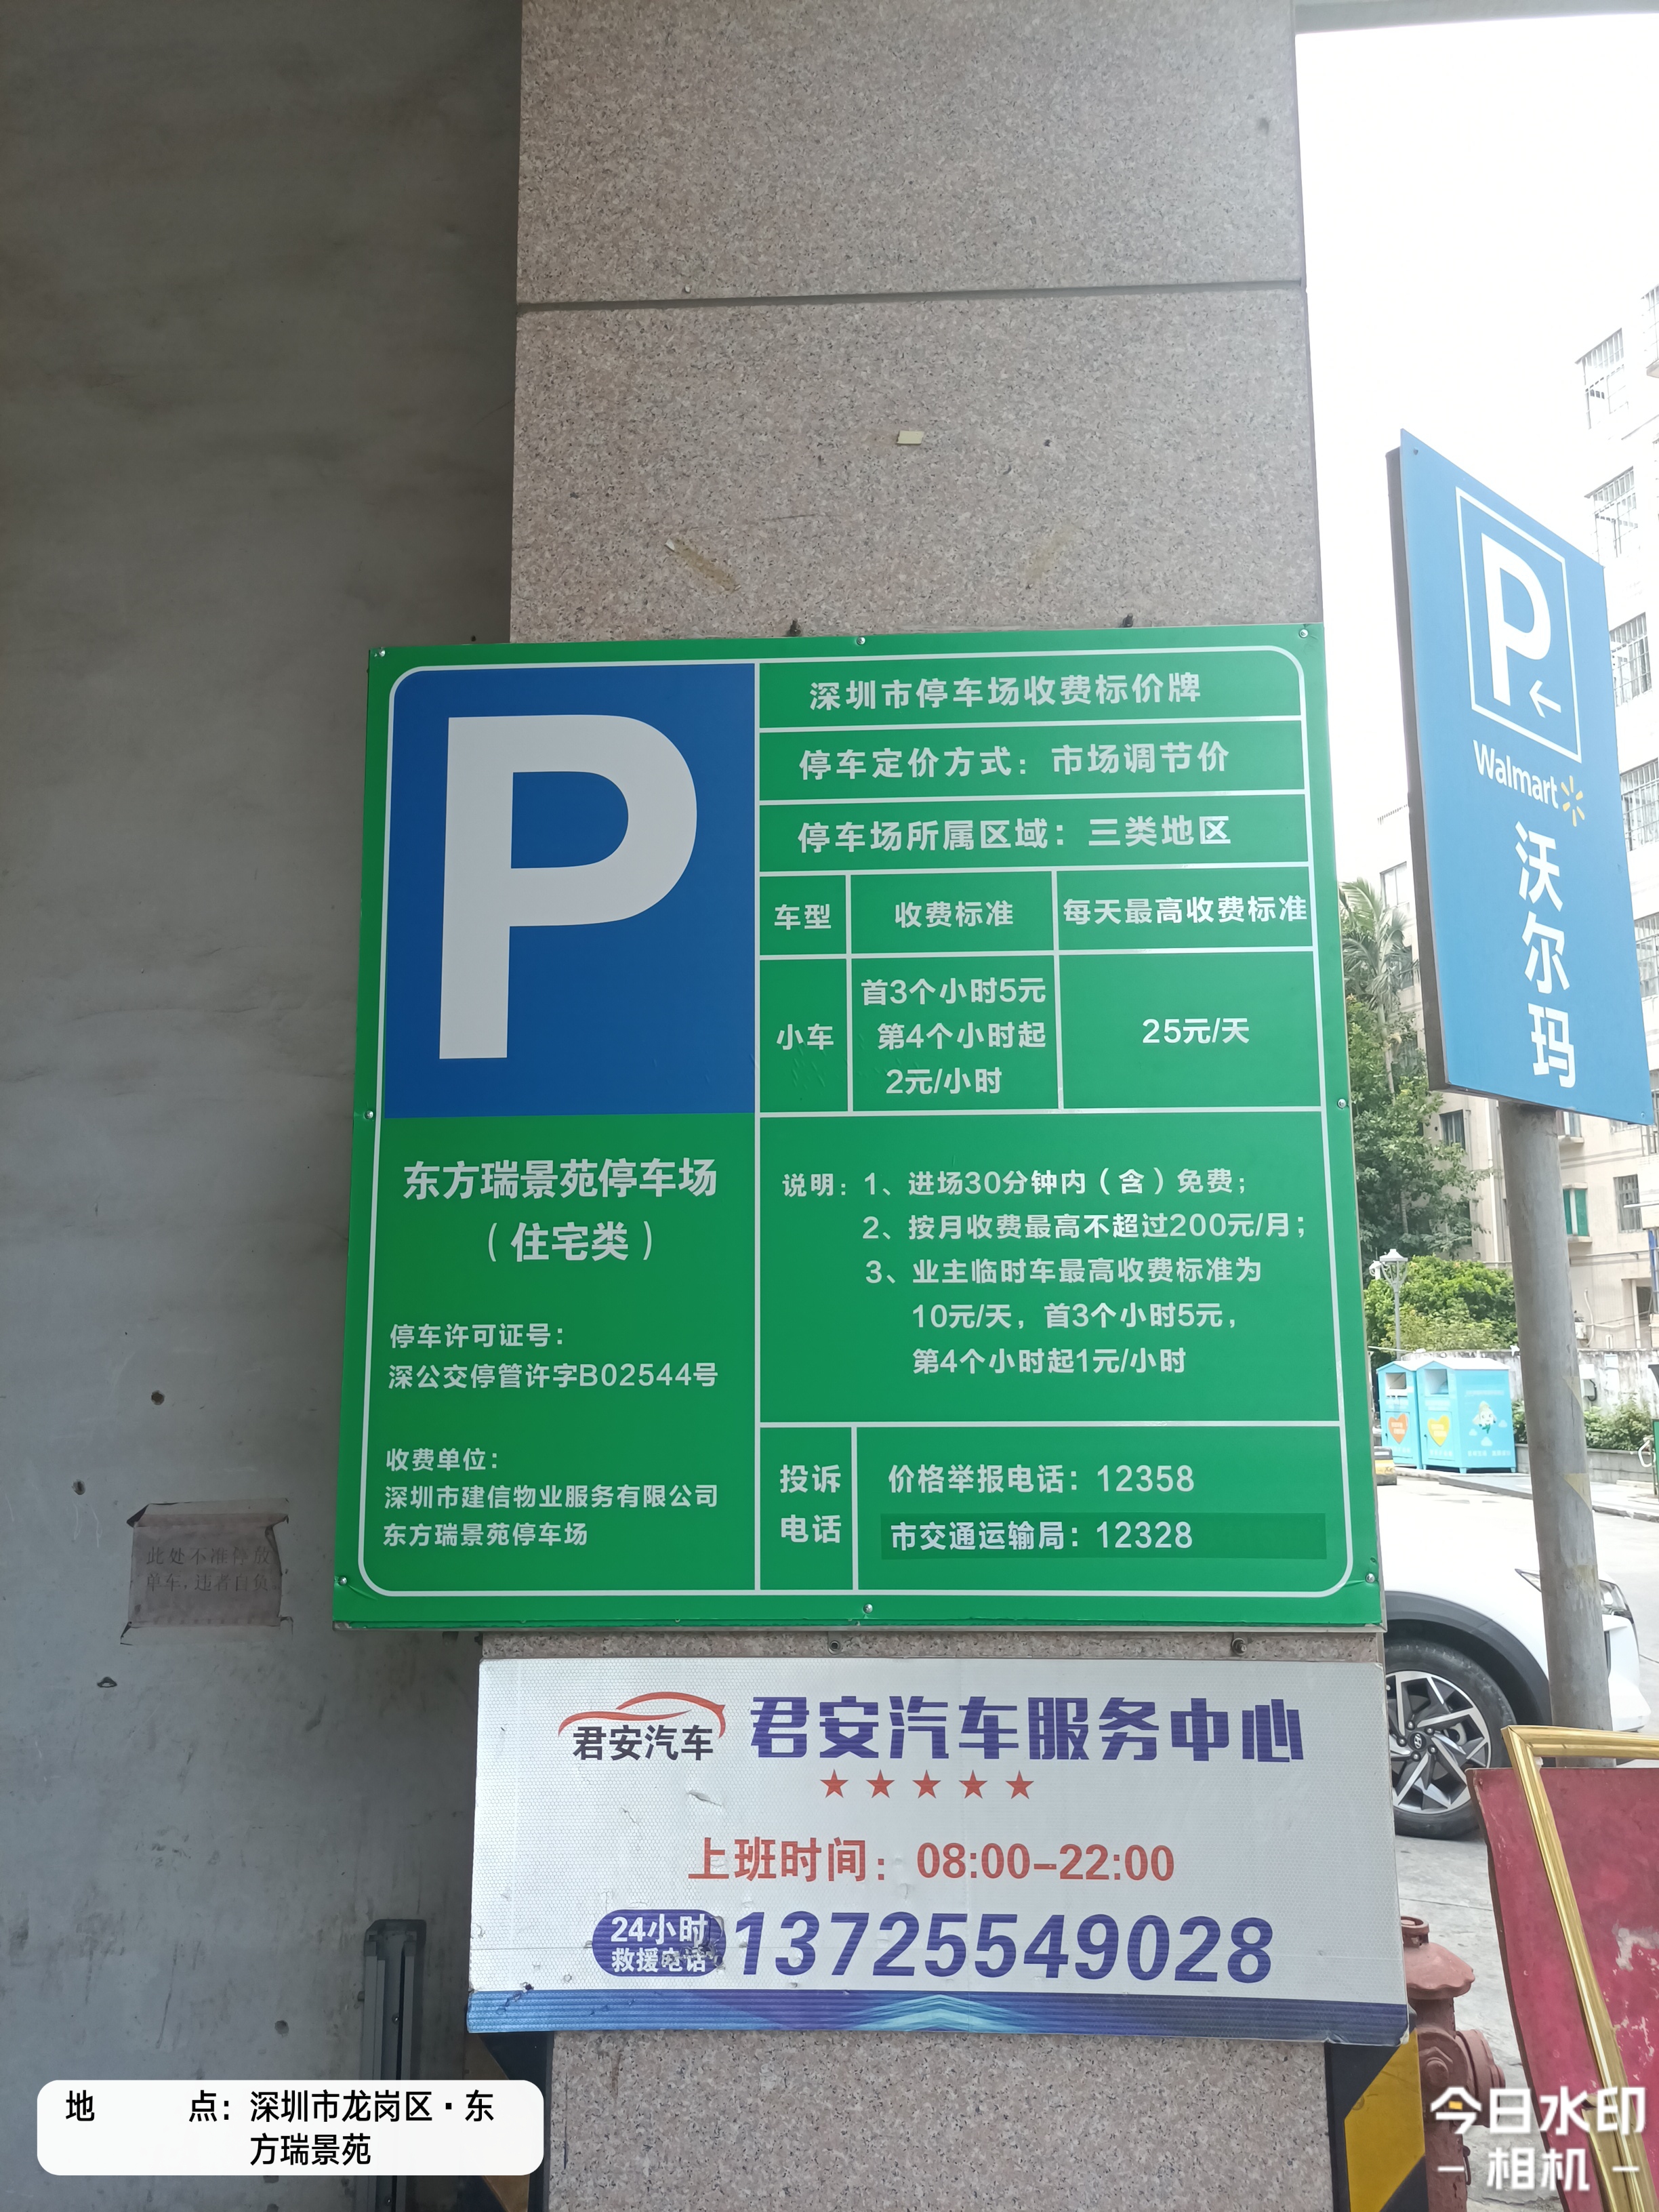 深圳市停车场收费标价牌
停车定价方式：市场调节价
停车场所属区域：三类地区
车型 收费标准 每天最高收费标准
小车
首3个小时5元
第4个小时起
2元/小时
25元/天
说明：1、进场30分钟内（含）免费；
2、按月收费最高不超过200元/月；
3、业主临时车最高收费标准为
10元/天，首3个小时5元，
第4个小时起1元/小时
投诉
电话
价格举报电话：12358
市交通运输局：12328
P
东方瑞景苑停车场
（住宅类）
停车许可证号：
深公交停管许字B02544号
收费单位：
深圳市建信物业服务有限公司
东方瑞景苑停车场
P
←
Walmart
沃尔玛
此处不准停放
单车，违者自负
君安汽车
君安汽车服务中心
★★★★★
上班时间：08:00-22:00
24小时
救援电话
13725549028
地 点：深圳市龙岗区·东
方瑞景苑
今日水印
-相机-